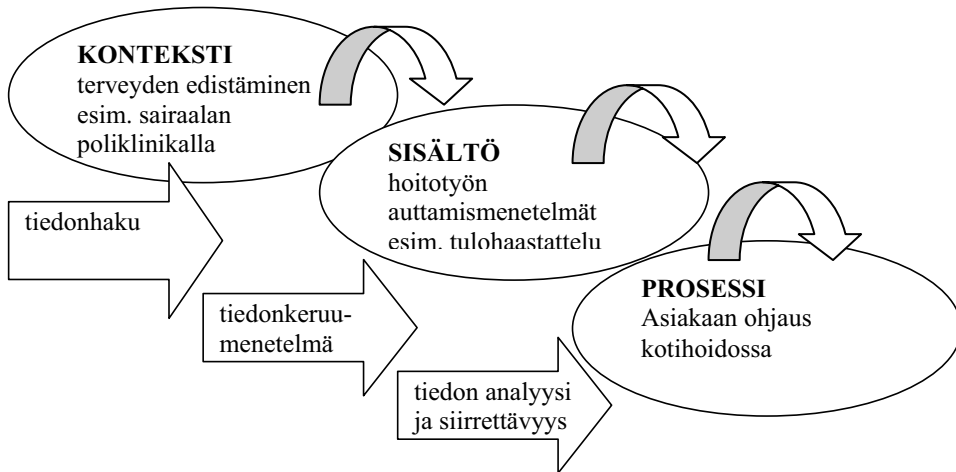 KONTEKSTI
terveyden edistäminen
esim. sairaalan
poliklinikalla
SISÄLTÖ
hoitotyön
auttamismenetelmät
esim. tulohaastattelu
PROSESSI
Asiakaan ohjaus
kotihoidossa
tiedonhaku
tiedonkeruu-
menetelmä
tiedon analyysi
ja siirrettävyys